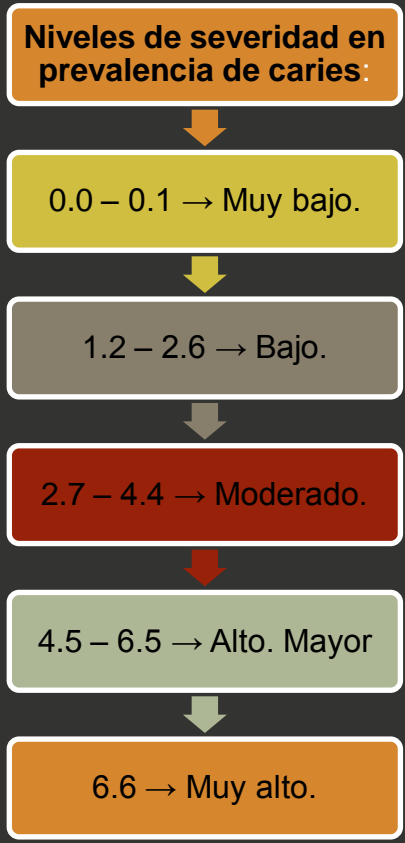 Niveles de severidad en
prevalencia de caries:
0.0 – 0.1 → Muy bajo.
1.2 – 2.6 → Bajo.
2.7 – 4.4 → Moderado.
4.5 – 6.5 → Alto. Mayor
6.6 → Muy alto.